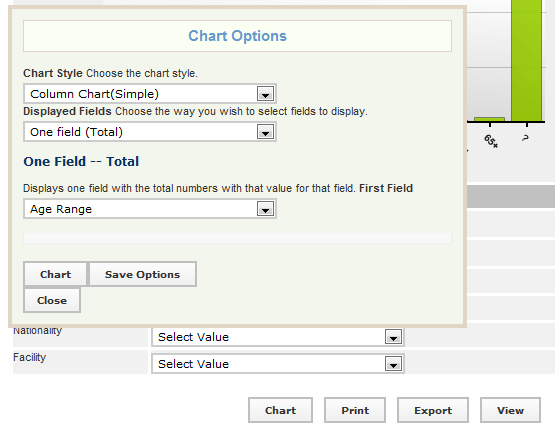 Chart Options
Chart Style Choose the chart style.
Column Chart(Simple)
Displayed Fields Choose the way you wish to select fields to display.
One field (Total)
One Field -- Total
Displays one field with the total numbers with that value for that field. First Field
Age Range
Chart Save Options
Close
65+ ?
Nationality Select Value
Facility Select Value
Chart Print Export View